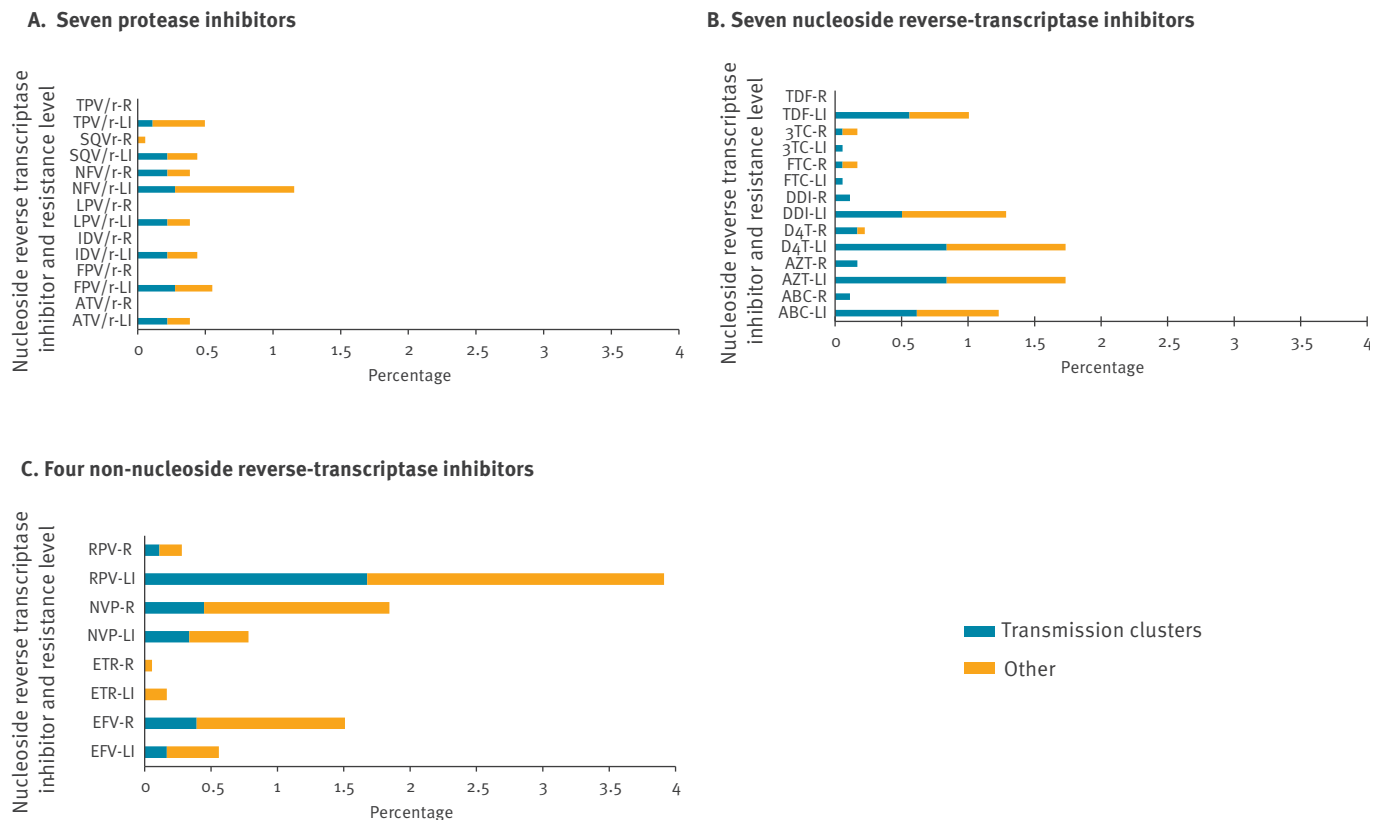 A. Seven protease inhibitors
Nucleoside reverse transcriptase
inhibitor and resistance level
TPV/r-R
TPV/r-LI
SQVr-R
SQV/r-LI
NFV/r-R
NFV/r-LI
LPV/r-R
LPV/r-LI
IDV/r-R
IDV/r-LI
FPV/r-R
FPV/r-LI
ATV/r-R
ATV/r-LI
0 0.5 1 1.5 2 2.5 3 3.5 4
Percentage
B. Seven nucleoside reverse-transcriptase inhibitors
Nucleoside reverse transcriptase
inhibitor and resistance level
TDF-R
TDF-LI
3TC-R
3TC-LI
FTC-R
FTC-LI
DDI-R
DDI-LI
D4T-R
D4T-LI
AZT-R
AZT-LI
ABC-R
ABC-LI
0 0.5 1 1.5 2 2.5 3 3.5 4
Percentage
C. Four non-nucleoside reverse-transcriptase inhibitors
Nucleoside reverse transcriptase
inhibitor and resistance level
RPV-R
RPV-LI
NVP-R
NVP-LI
ETR-R
ETR-LI
EFV-R
EFV-LI
0 0.5 1 1.5 2 2.5 3 3.5 4
Percentage
Transmission clusters
Other